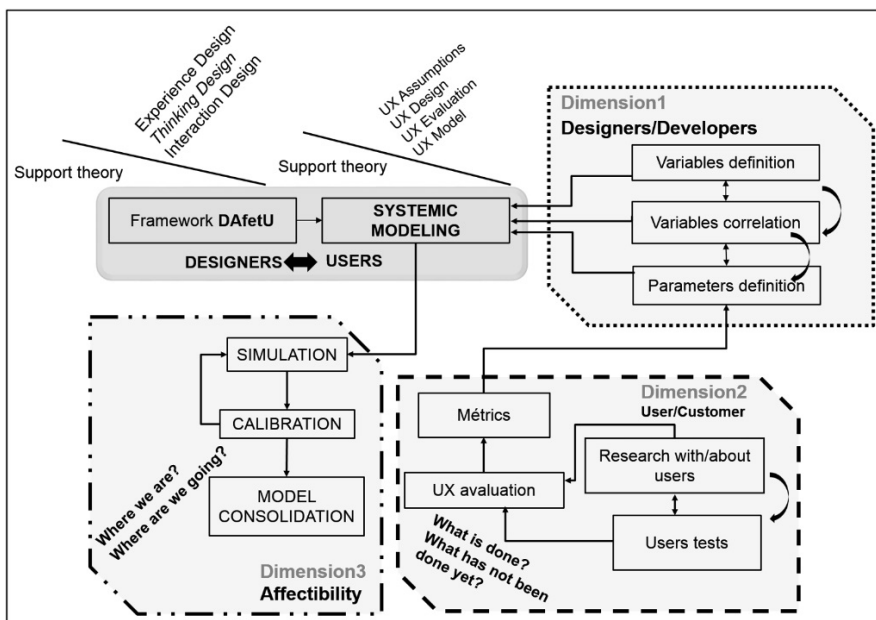 Experience Design
Thinking Design
Interaction Design
Support theory
UX Assumptions
UX Design
UX Evaluation
UX Model
Support theory
Framework DAfetU
SYSTEMIC
MODELING
DESIGNERS
USERS
Dimension1
Designers/Developers
Variables definition
Variables correlation
Parameters definition
SIMULATION
CALIBRATION
MODEL
CONSOLIDATION
Where we are?
Where are we going?
Dimension3
Affectibility
Dimension2
User/Customer
Métrics
Research with/about
users
UX avaluation
Users tests
What is done?
What has not been
done yet?